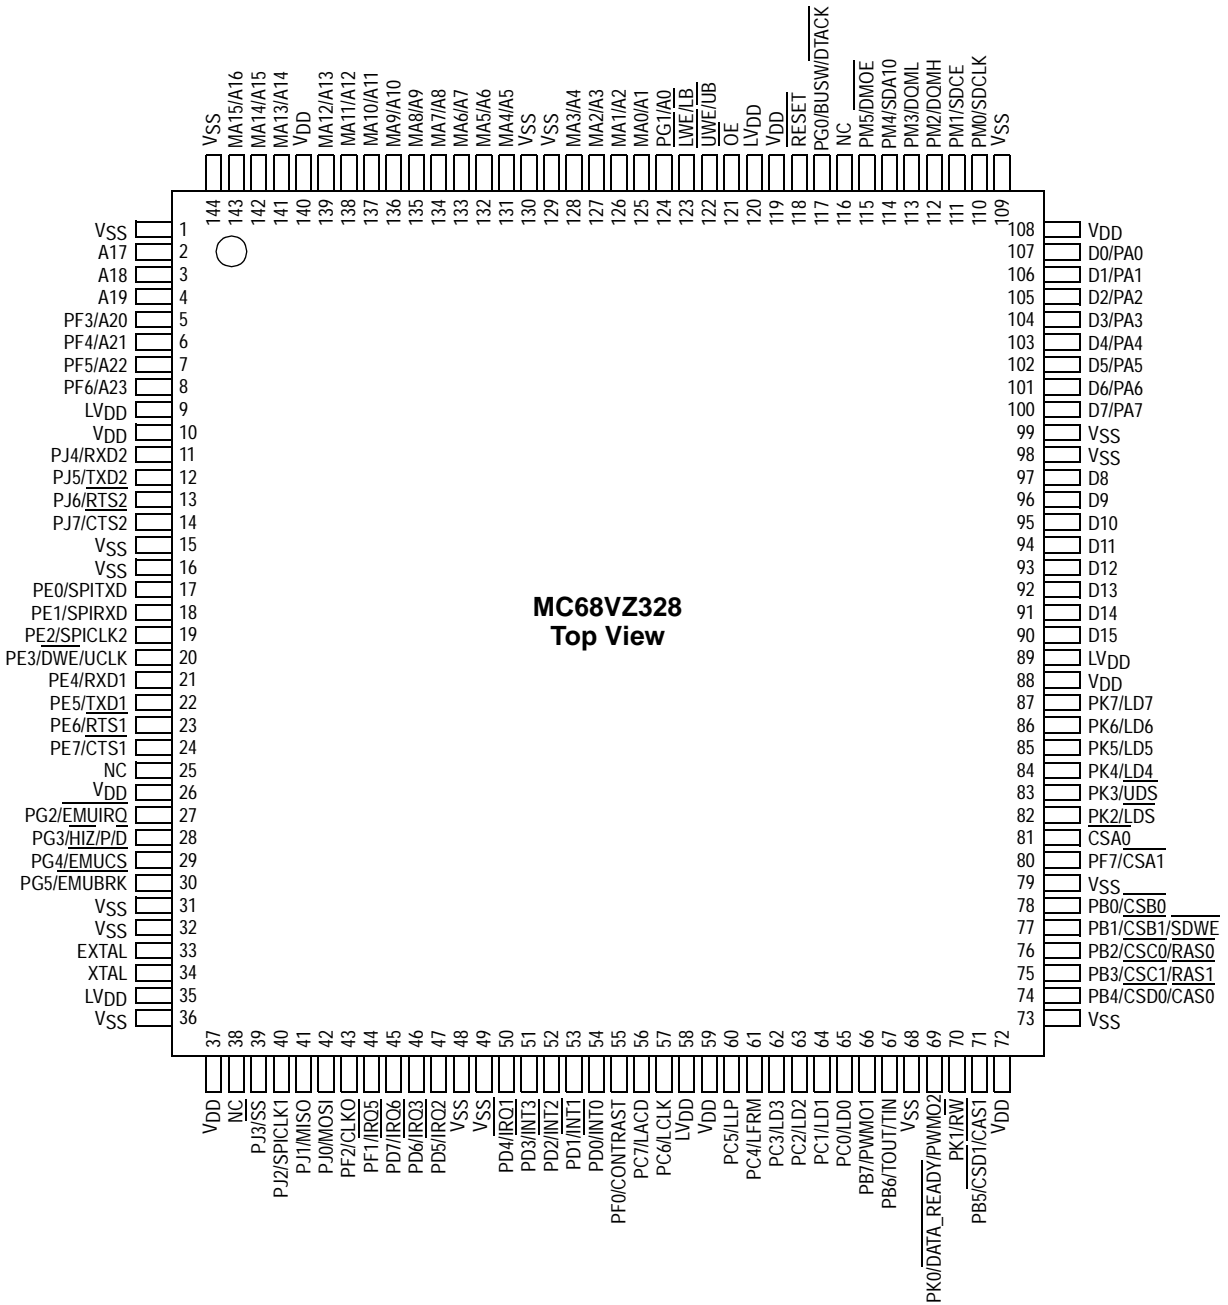 VSS
MA15/A16
MA14/A15
MA13/A14
VDD
MA12/A13
MA11/A12
MA10/A11
MA9/A10
MA8/A9
MA7/A8
MA6/A7
MA5/A6
MA4/A5
VSS
VSS
MA3/A4
MA2/A3
MA1/A2
MA0/A1
PG1/A0
LWE/LB
UWE/UB
OE
LVDD
VDD
RESET
PG0/BUSW/DTACK
NC
PM5/DMOE
PM4/SDA10
PM3/DQML
PM2/DQMH
PM1/SDCE
PM0/SDCLK
VSS
144 143 142 141 140 139 138 137 136 135 134 133 132 131 130 129 128 127 126 125 124 123 122 121 120 119 118 117 116 115 114 113 112 111 110 109
VSS 1
A17 2
A18 3
A19 4
PF3/A20 5
PF4/A21 6
PF5/A22 7
PF6/A23 8
LVDD 9
VDD 10
PJ4/RXD2 11
PJ5/TXD2 12
PJ6/RTS2 13
PJ7/CTS2 14
VSS 15
VSS 16
PE0/SPITXD 17
PE1/SPIRXD 18
PE2/SPICLK2 19
PE3/DWE/UCLK 20
PE4/RXD1 21
PE5/TXD1 22
PE6/RTS1 23
PE7/CTS1 24
NC 25
VDD 26
PG2/EMUIRQ 27
PG3/HIZ/P/D 28
PG4/EMUCS 29
PG5/EMUBRK 30
VSS 31
VSS 32
EXTAL 33
XTAL 34
LVDD 35
VSS 36
MC68VZ328
Top View
108 VDD
107 D0/PA0
106 D1/PA1
105 D2/PA2
104 D3/PA3
103 D4/PA4
102 D5/PA5
101 D6/PA6
100 D7/PA7
99 VSS
98 VSS
97 D8
96 D9
95 D10
94 D11
93 D12
92 D13
91 D14
90 D15
89 LVDD
88 VDD
87 PK7/LD7
86 PK6/LD6
85 PK5/LD5
84 PK4/LD4
83 PK3/UDS
82 PK2/LDS
81 CSA0
80 PF7/CSA1
79 VSS
78 PB0/CSB0
77 PB1/CSB1/SDWE
76 PB2/CSC0/RAS0
75 PB3/CSC1/RAS1
74 PB4/CSD0/CAS0
73 VSS
37 38 39 40 41 42 43 44 45 46 47 48 49 50 51 52 53 54 55 56 57 58 59 60 61 62 63 64 65 66 67 68 69 70 71 72
VDD
NC
PJ3/SS
PJ2/SPICLK1
PJ1/MISO
PJ0/MOSI
PF2/CLKO
PF1/IRQ5
PD7/IRQ6
PD6/IRQ3
PD5/IRQ2
VSS
VSS
PD4/IRQ1
PD3/INT3
PD2/INT2
PD1/INT1
PD0/INT0
PF0/CONTRAST
PC7/LACD
PC6/LCLK
LVDD
VDD
PC5/LLP
PC4/LFRM
PC3/LD3
PC2/LD2
PC1/LD1
PC0/LD0
PB7/PWMO1
PB6/TOUT/TIN
VSS
PK0/DATA_READY/PWMO2
PK1/RW
PB5/CSD1/CAS1
VDD